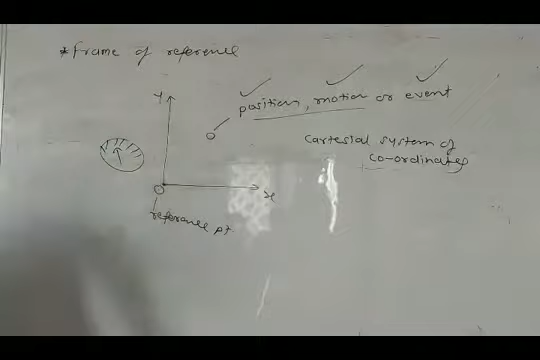 *Frame of reference
position, motion or event
Cartesial system of
co-ordinates
y
x
reference pt.